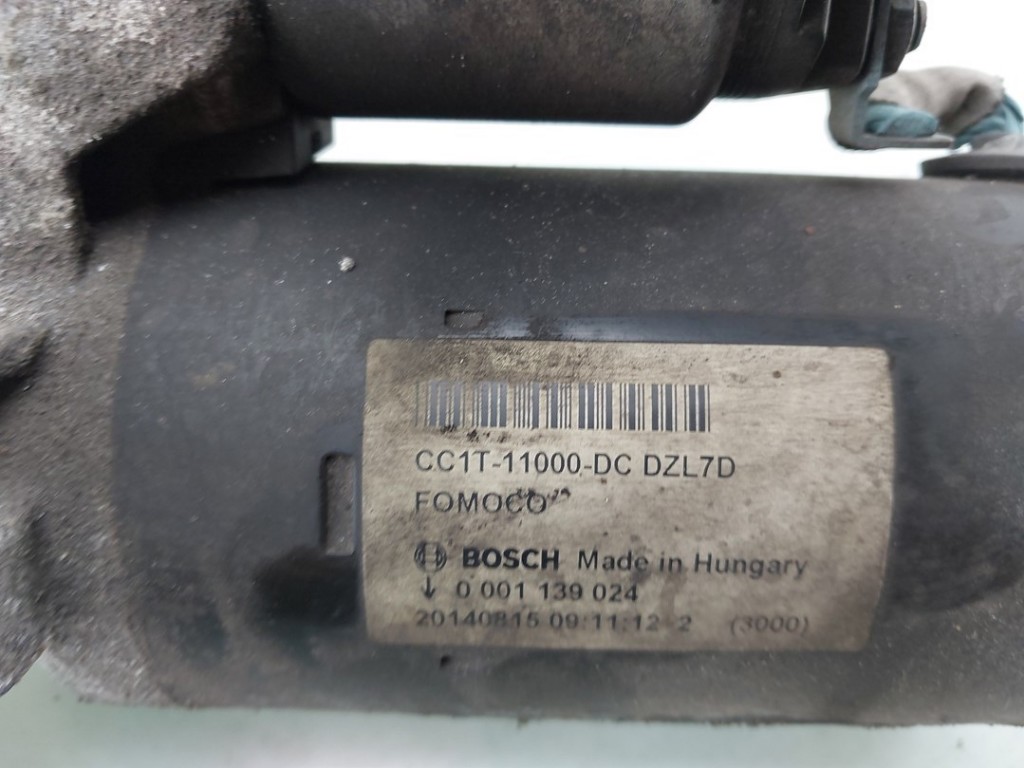 CC1T-11000-DC DZL7D
FOMOCO
BOSCH Made in Hungary
0 001 139 024
20140815 09:11:12 2 (3000)